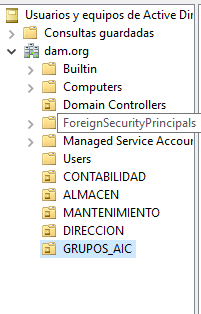 Usuarios y equipos de Active Dir
Consultas guardadas
dam.org
Builtin
Computers
Domain Controllers
ForeignSecurityPrincipals
Managed Service Accoun
Users
CONTABILIDAD
ALMACEN
MANTENIMIENTO
DIRECCION
GRUPOS_AIC